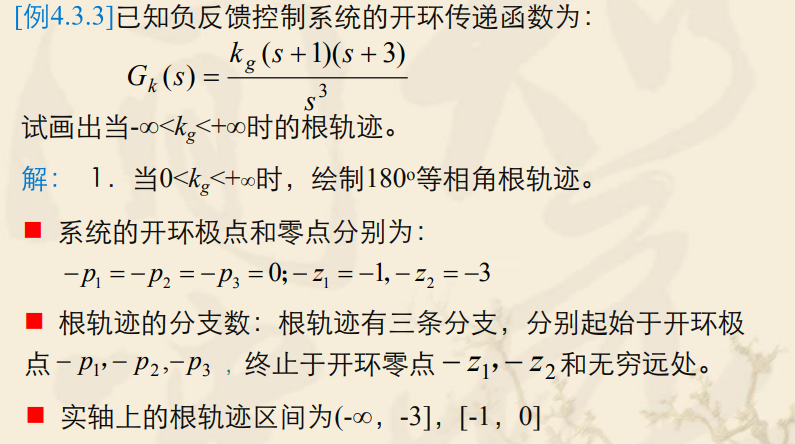 [例4.3.3]已知负反馈控制系统的开环传递函数为：
G_k(s) = \frac{k_g(s+1)(s+3)}{s^3}
试画出当-∞<k_g<+∞时的根轨迹。
解： 1．当0<k_g<+∞时，绘制180º等相角根轨迹。
■ 系统的开环极点和零点分别为：
-p_1 = -p_2 = -p_3 = 0; -z_1 = -1, -z_2 = -3
■ 根轨迹的分支数：根轨迹有三条分支，分别起始于开环极
点-p_1,-p_2,-p_3 ，终止于开环零点-z_1,-z_2和无穷远处。
■ 实轴上的根轨迹区间为(-∞，-3]，[-1，0]